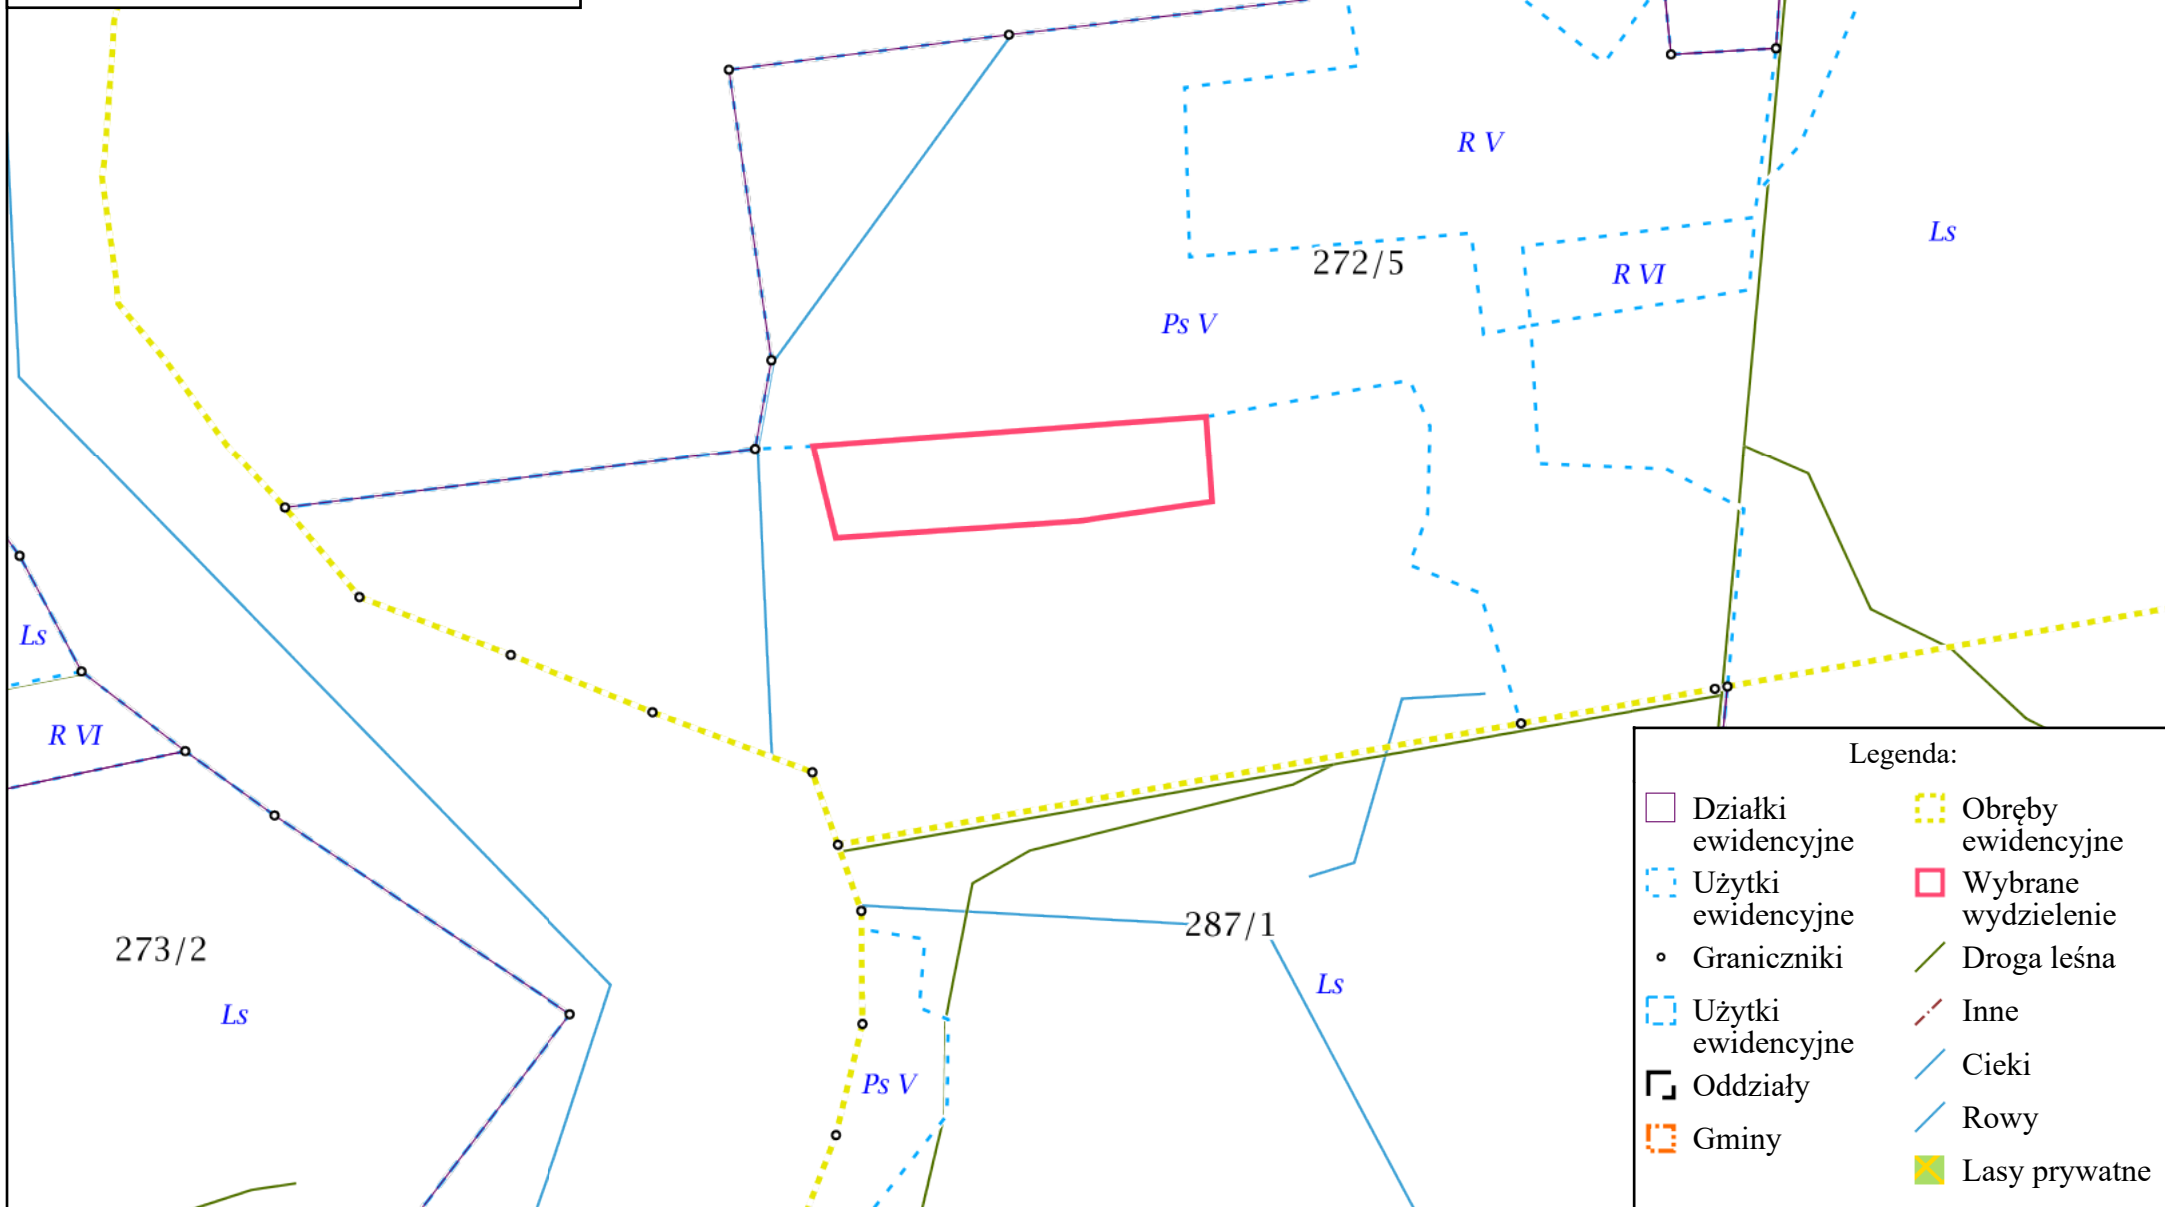 R V
Ls
272/5
R VI
Ps V
Ls
R VI
287/1
273/2
Ls
Ls
Ps V
Legenda:
Działki
ewidencyjne
Użytki
ewidencyjne
Graniczniki
Użytki
ewidencyjne
Oddziały
Gminy
Obręby
ewidencyjne
Wybrane
wydzielenie
Droga leśna
Inne
Cieki
Rowy
Lasy prywatne